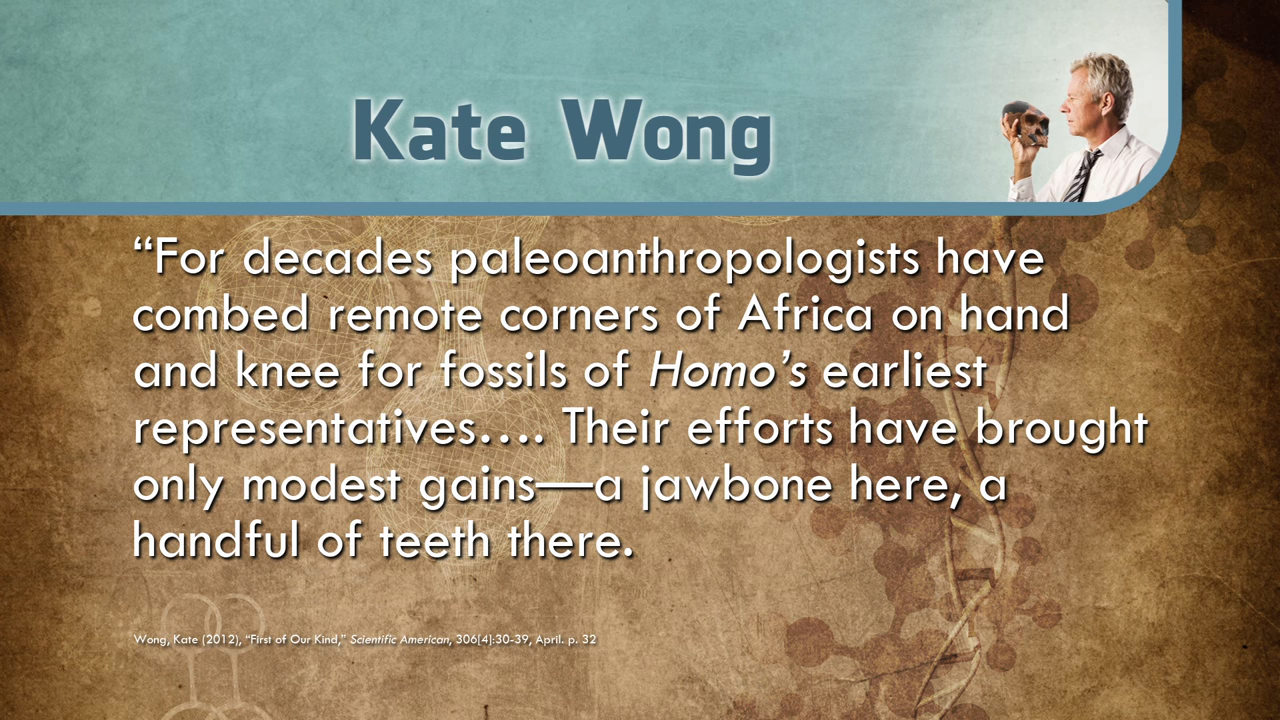 Kate Wong
“For decades paleoanthropologists have
combed remote corners of Africa on hand
and knee for fossils of Homo’s earliest
representatives…. Their efforts have brought
only modest gains—a jawbone here, a
handful of teeth there.
Wong, Kate (2012), “First of Our Kind,” Scientific American, 306[4]:30-39, April. p. 32